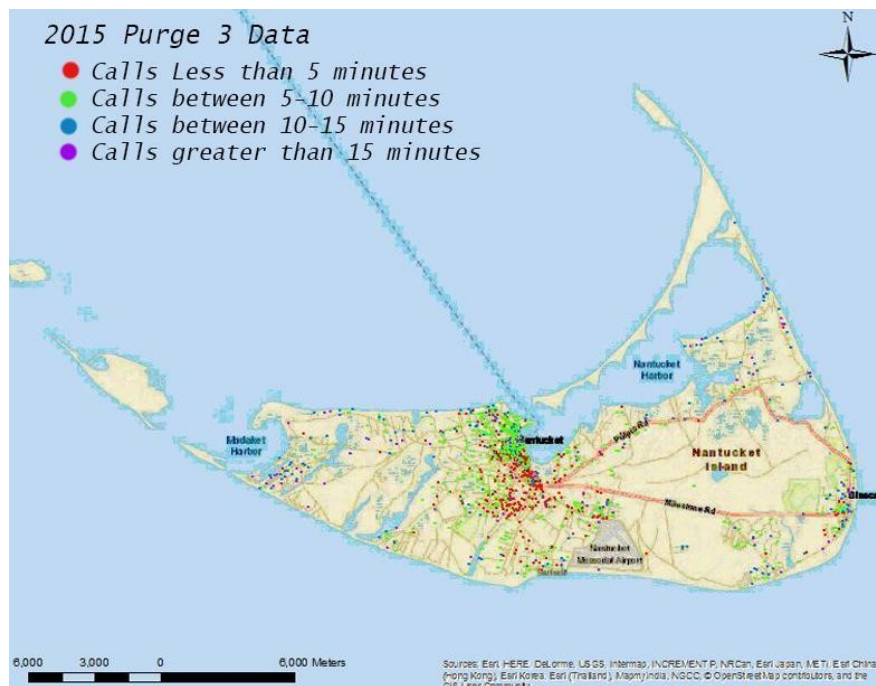 2015 Purge 3 Data
N
Calls Less than 5 minutes
Calls between 5-10 minutes
Calls between 10-15 minutes
Calls greater than 15 minutes
Nantucket
Harbor
Madaket
Harbor
Polpis Rd
Nantucket
Island
Milestone Rd
Nantucket
Memorial Airport
6,000 3,000 0 6,000 Meters
Sources: Esri, HERE, DeLorme, USGS, Intermap, INCREMENT P, NRCan, Esri Japan, METI, Esri China
(Hong Kong), Esri Korea, Esri (Thailand), MapmyIndia, NGCC, © OpenStreetMap contributors, and the